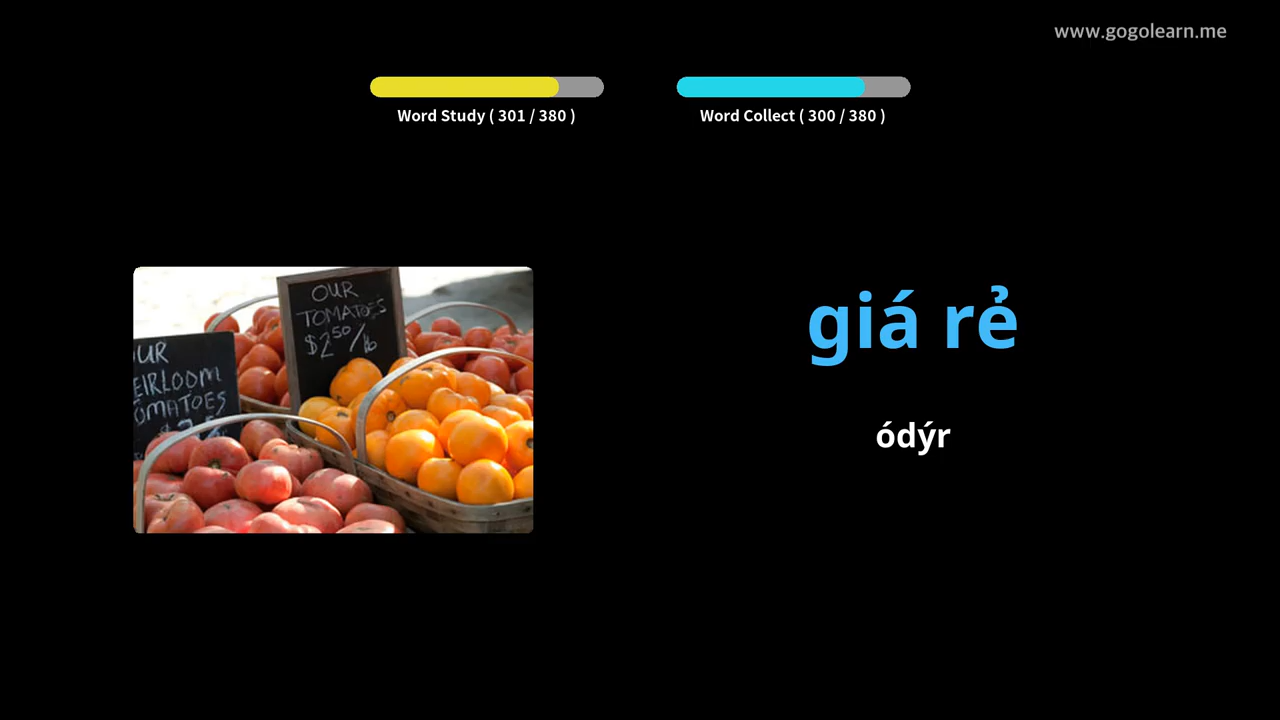 www.gogolearn.me
Word Study ( 301 / 380 )
Word Collect ( 300 / 380 )
OUR
TOMATOES
$2.50/lb
UR
EIRLOOM
OMATOES
giá rẻ
ódýr